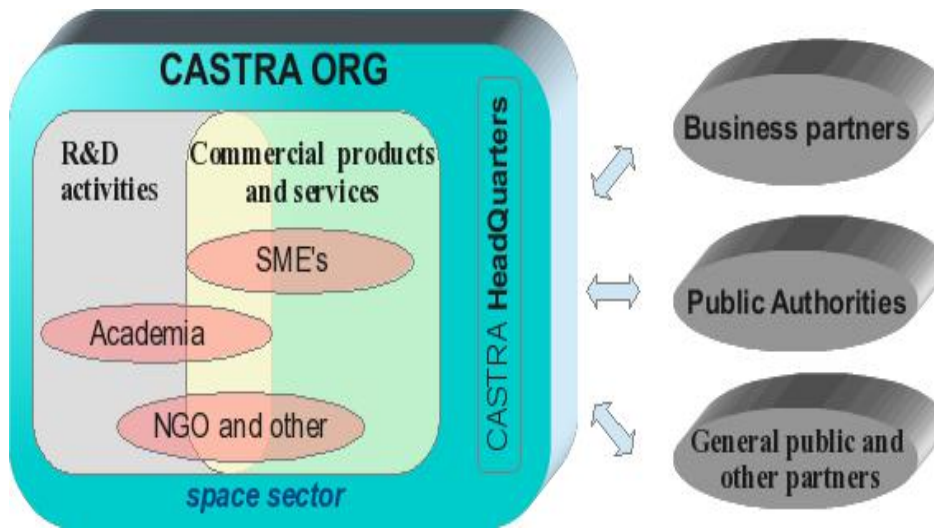 CASTRA ORG
R&D
activities
Commercial products
and services
SME's
Academia
NGO and other
space sector
CASTRA HeadQuarters
Business partners
Public Authorities
General public and
other partners